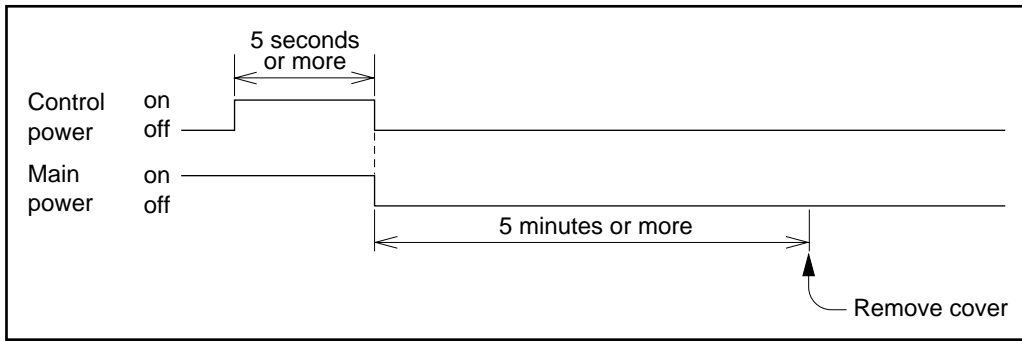 5 seconds
or more
Control power on off
Main power on off
5 minutes or more
Remove cover